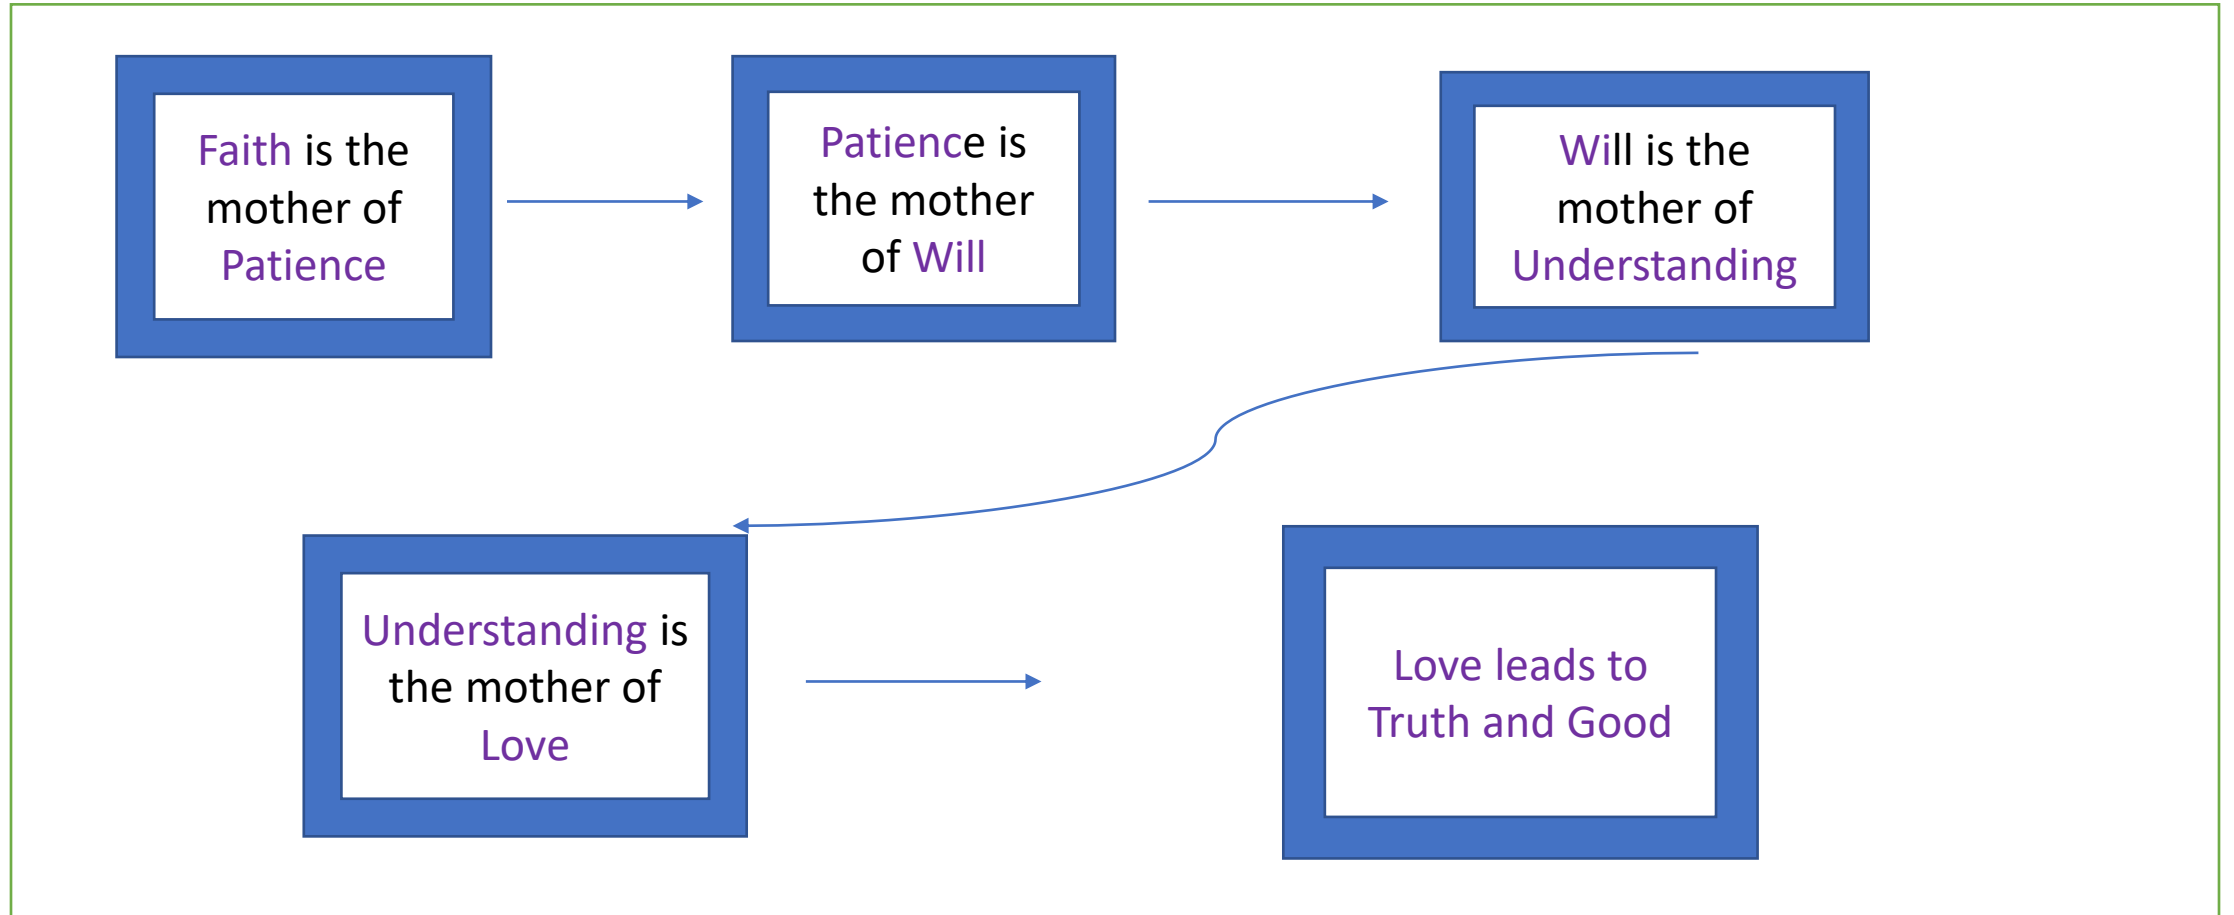 Faith is the
mother of
Patience
Patience is
the mother
of Will
Will is the
mother of
Understanding
Understanding is
the mother of
Love
Love leads to
Truth and Good